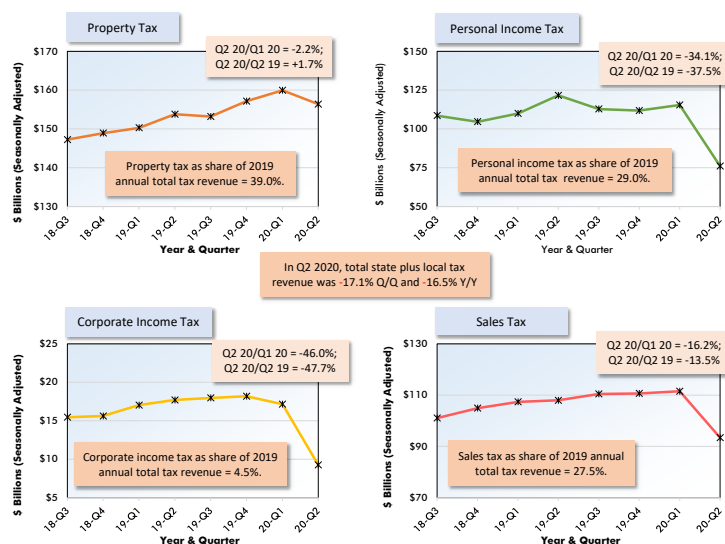 Property Tax
Q2 20/Q1 20 = -2.2%;
Q2 20/Q2 19 = +1.7%
$ Billions (Seasonally Adjusted)
$170
$160
$150
$140
$130
Property tax as share of 2019
annual total tax revenue = 39.0%.
18-Q3
18-Q4
19-Q1
19-Q2
19-Q3
19-Q4
20-Q1
20-Q2
Year & Quarter
Personal Income Tax
Q2 20/Q1 20 = -34.1%;
Q2 20/Q2 19 = -37.5%
$ Billions (Seasonally Adjusted)
$150
$125
$100
$75
$50
Personal income tax as share of 2019
annual total tax revenue = 29.0%.
18-Q3
18-Q4
19-Q1
19-Q2
19-Q3
19-Q4
20-Q1
20-Q2
Year & Quarter
In Q2 2020, total state plus local tax
revenue was -17.1% Q/Q and -16.5% Y/Y
Corporate Income Tax
Q2 20/Q1 20 = -46.0%;
Q2 20/Q2 19 = -47.7%
$ Billions (Seasonally Adjusted)
$25
$20
$15
$10
$5
Corporate income tax as share of 2019
annual total tax revenue = 4.5%.
18-Q3
18-Q4
19-Q1
19-Q2
19-Q3
19-Q4
20-Q1
20-Q2
Year & Quarter
Sales Tax
Q2 20/Q1 20 = -16.2%;
Q2 20/Q2 19 = -13.5%
$ Billions (Seasonally Adjusted)
$130
$110
$90
$70
Sales tax as share of 2019 annual
total tax revenue = 27.5%.
18-Q3
18-Q4
19-Q1
19-Q2
19-Q3
19-Q4
20-Q1
20-Q2
Year & Quarter